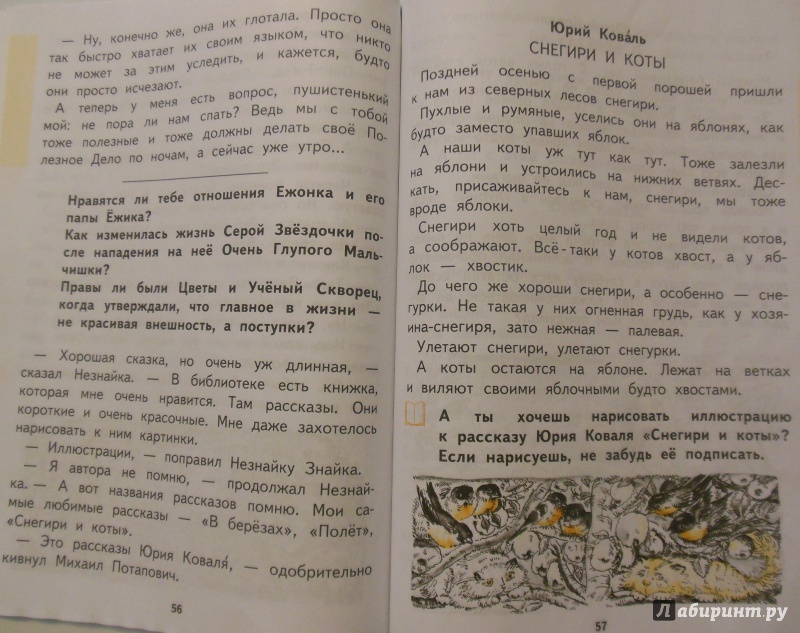 — Ну, конечно же, она их глотала. Просто она
так быстро хватает их своим языком, что никто
не может за этим уследить, и кажется, будто
они просто исчезают.
А теперь у меня есть вопрос, пушистенький
мой: не пора ли нам спать? Ведь мы с тобой
тоже полезные и тоже должны делать своё По-
лезное Дело по ночам, а сейчас уже утро...
Нравятся ли тебе отношения Ежонка и его
папы Ёжика?
Как изменилась жизнь Серой Звёздочки по-
сле нападения на неё Очень Глупого Маль-
чишки?
Правы ли были Цветы и Учёный Скворец,
когда утверждали, что главное в жизни —
не красивая внешность, а поступки?
— Хорошая сказка, но очень уж длинная, —
сказал Незнайка. — В библиотеке есть книжка,
которая мне очень нравится. Там рассказы. Они
короткие и очень красочные. Мне даже захотелось
нарисовать к ним картинки.
— Иллюстрации, — поправил Незнайку Знайка.
— Я автора не помню, — продолжал Незнай-
ка. — А вот названия рассказов помню. Мои са-
мые любимые рассказы — «В берёзах», «Полёт»,
«Снегири и коты».
— Это рассказы Юрия Коваля́, — одобрительно
кивнул Михаил Потапович.
56
Юрий Кова́ль
СНЕГИРИ И КОТЫ
Поздней осенью с первой порошей пришли
к нам из северных лесов снегири.
Пухлые и румяные, уселись они на яблонях, как
будто заместо упавших яблок.
А наши коты уж тут как тут. Тоже залезли
на яблони и устроились на нижних ветвях. Дес-
кать, присаживайтесь к нам, снегири, мы тоже
вроде яблоки.
Снегири хоть целый год и не видели котов,
а соображают. Всё-таки у котов хвост, а у яб-
лок — хвостик.
До чего же хороши снегири, а особенно — сне-
гурки. Не такая у них огненная грудь, как у хозя-
ина-снегиря, зато нежная — палевая.
Улетают снегири, улетают снегурки.
А коты остаются на яблоне. Лежат на ветках
и виляют своими яблочными будто хвостами.
А ты хочешь нарисовать иллюстрацию
к рассказу Юрия Коваля «Снегири и коты»?
Если нарисуешь, не забудь её подписать.
57
Лабиринт.ру